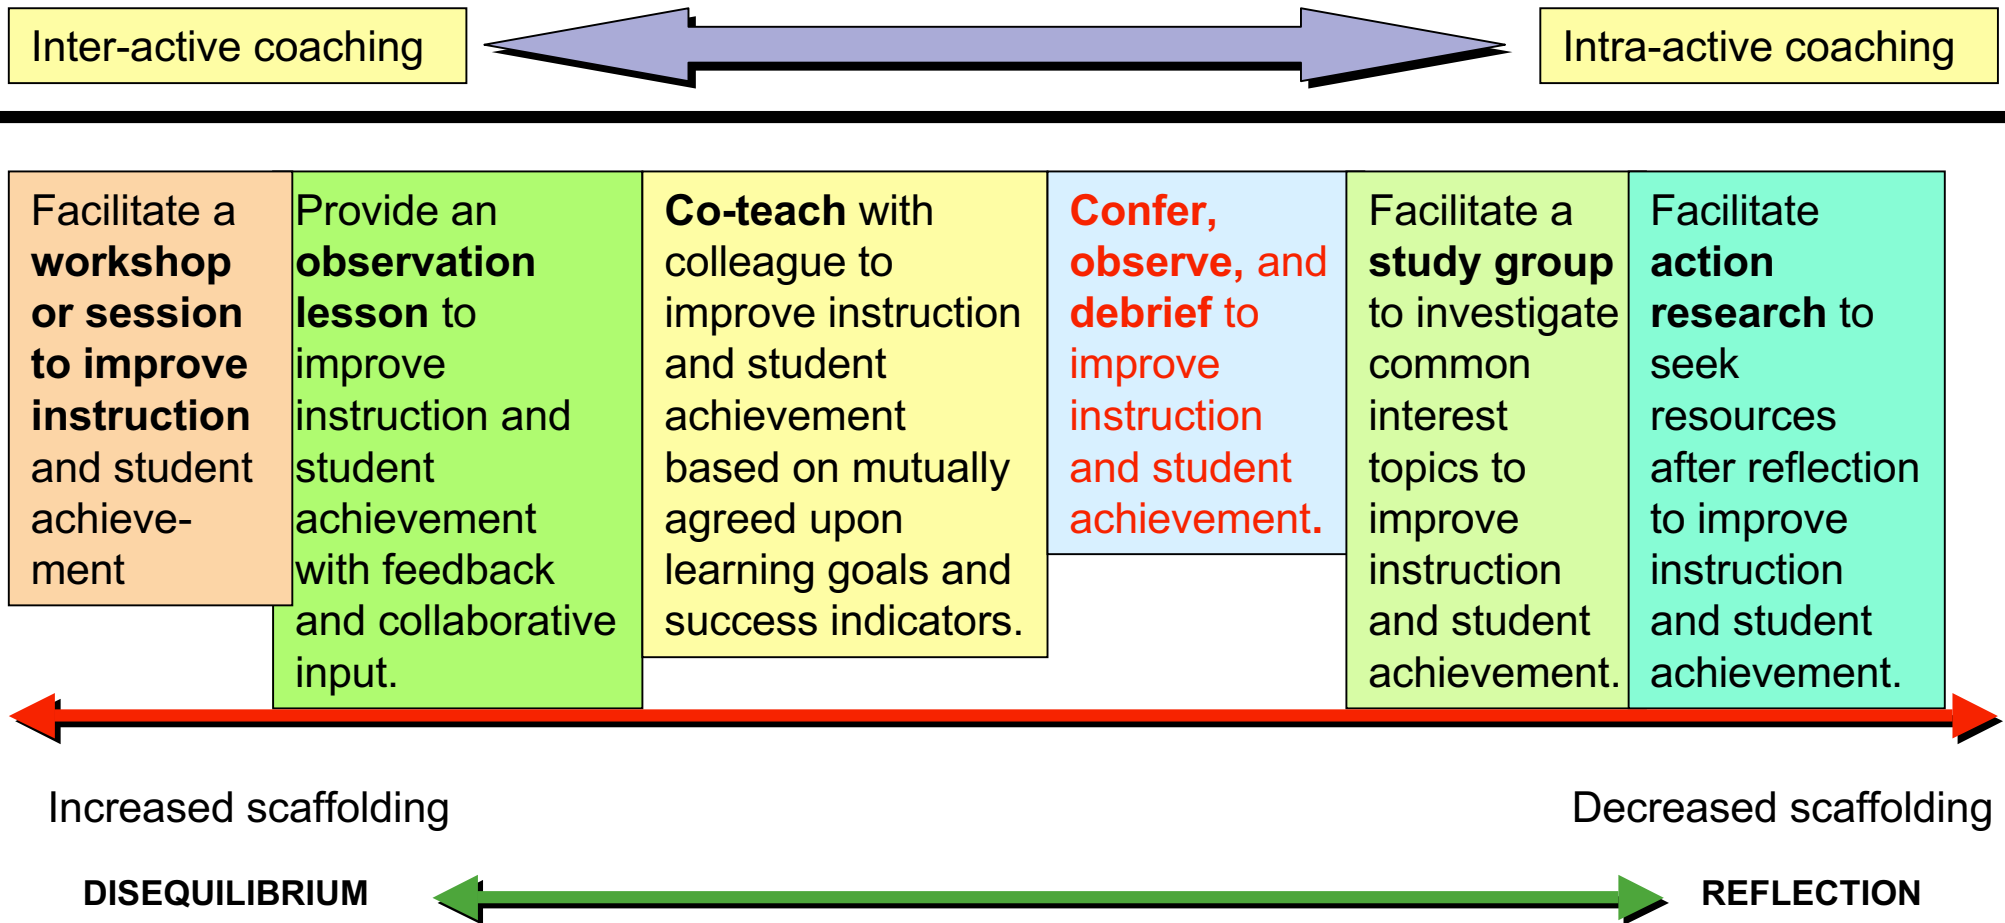 Inter-active coaching
Intra-active coaching
Facilitate a
workshop
or session
to improve
instruction
and student
achieve-
ment
Provide an
observation
lesson to
improve
instruction and
student
achievement
with feedback
and collaborative
input.
Co-teach with
colleague to
improve instruction
and student
achievement
based on mutually
agreed upon
learning goals and
success indicators.
Confer,
observe, and
debrief to
improve
instruction
and student
achievement.
Facilitate a
study group
to investigate
common
interest
topics to
improve
instruction
and student
achievement.
Facilitate
action
research to
seek
resources
after reflection
to improve
instruction
and student
achievement.
Increased scaffolding
Decreased scaffolding
DISEQUILIBRIUM
REFLECTION